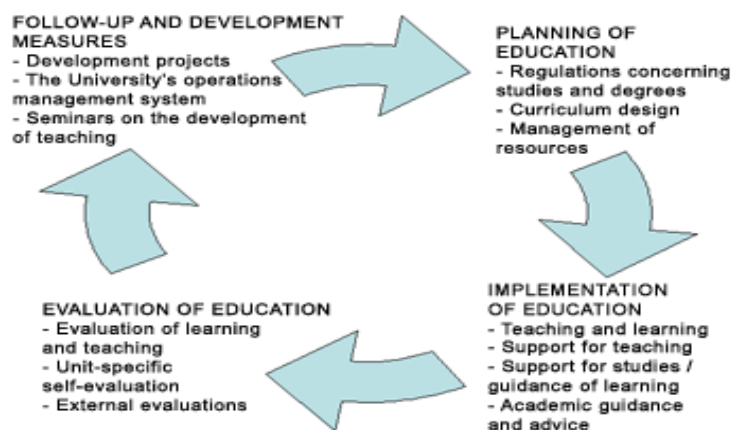 FOLLOW-UP AND DEVELOPMENT
MEASURES
- Development projects
- The University's operations
management system
- Seminars on the development
of teaching
PLANNING OF
EDUCATION
- Regulations concerning
studies and degrees
- Curriculum design
- Management of
resources
IMPLEMENTATION
OF EDUCATION
- Teaching and learning
- Support for teaching
- Support for studies /
guidance of learning
- Academic guidance
and advice
EVALUATION OF EDUCATION
- Evaluation of learning
and teaching
- Unit-specific
self-evaluation
- External evaluations